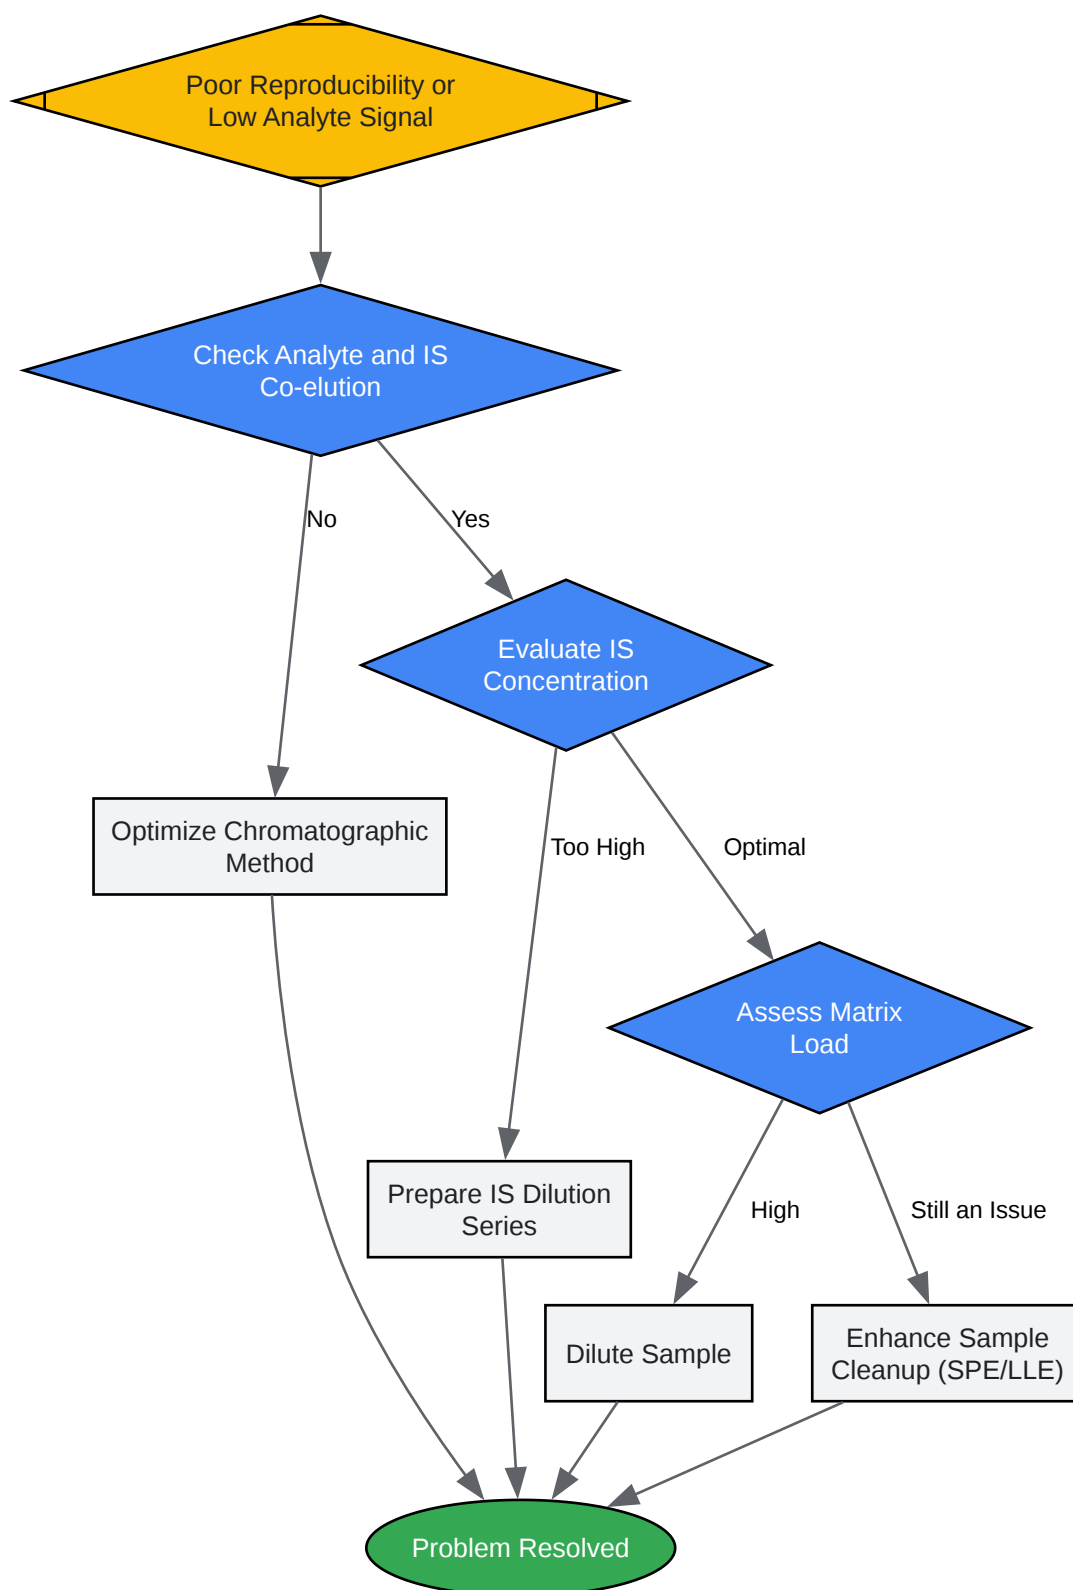 Poor Reproducibility or
Low Analyte Signal
Check Analyte and IS
Co-elution
No
Yes
Evaluate IS
Concentration
Optimize Chromatographic
Method
Too High
Optimal
Assess Matrix
Load
Prepare IS Dilution
Series
High
Still an Issue
Dilute Sample
Enhance Sample
Cleanup (SPE/LLE)
Problem Resolved